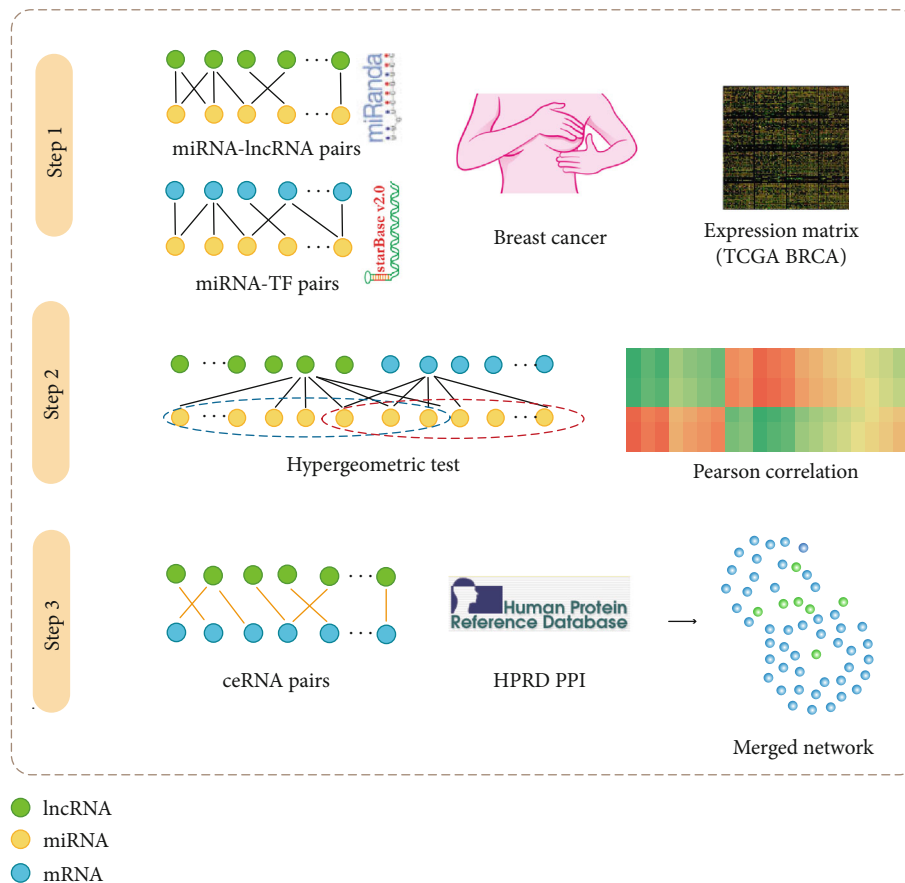 Step 1
miRanda
miRNA-lncRNA pairs
starBase v2.0
miRNA-TF pairs
Breast cancer
Expression matrix
(TCGA BRCA)
Step 2
Hypergeometric test
Pearson correlation
Step 3
ceRNA pairs
Human Protein
Reference Database
HPRD PPI
Merged network
lncRNA
miRNA
mRNA